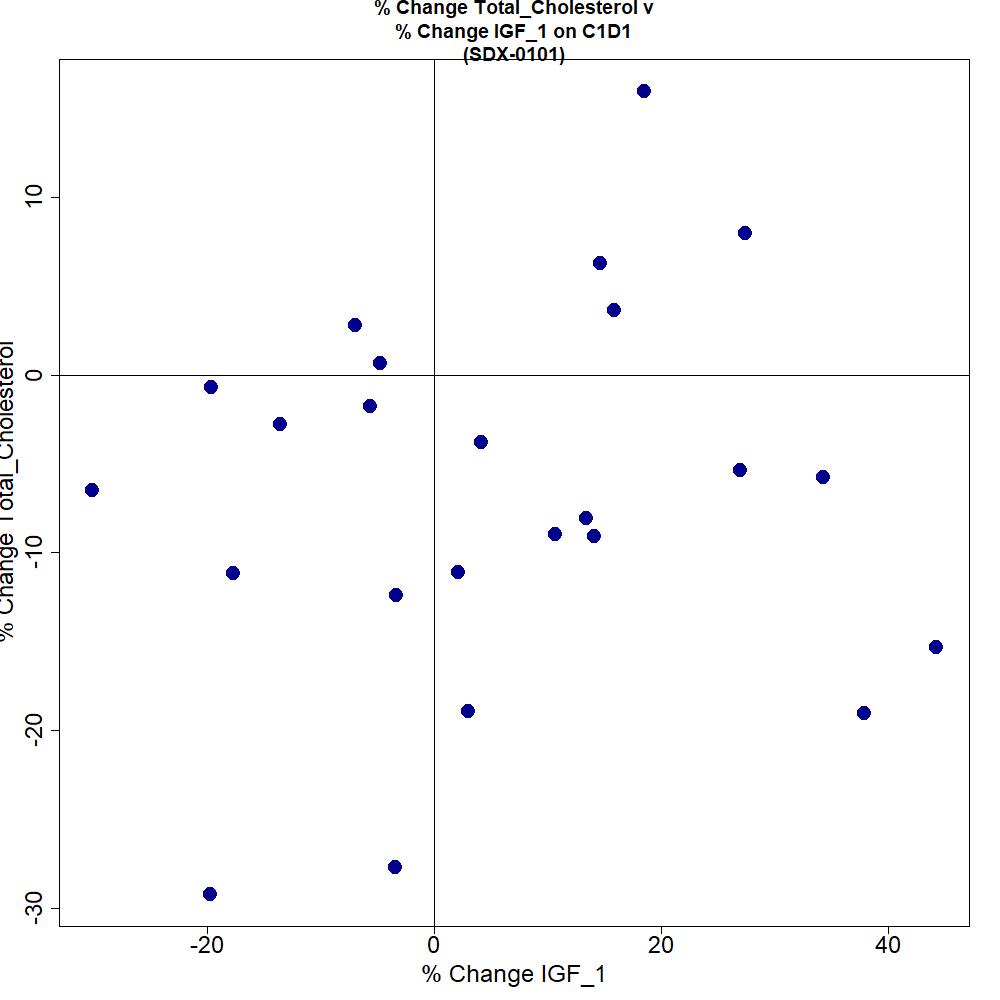 % Change Total_Cholesterol v
% Change IGF_1 on C1D1
(SDX-0101)
% Change Total_Cholesterol
10
0
-10
-20
-30
-20
0
20
40
% Change IGF_1